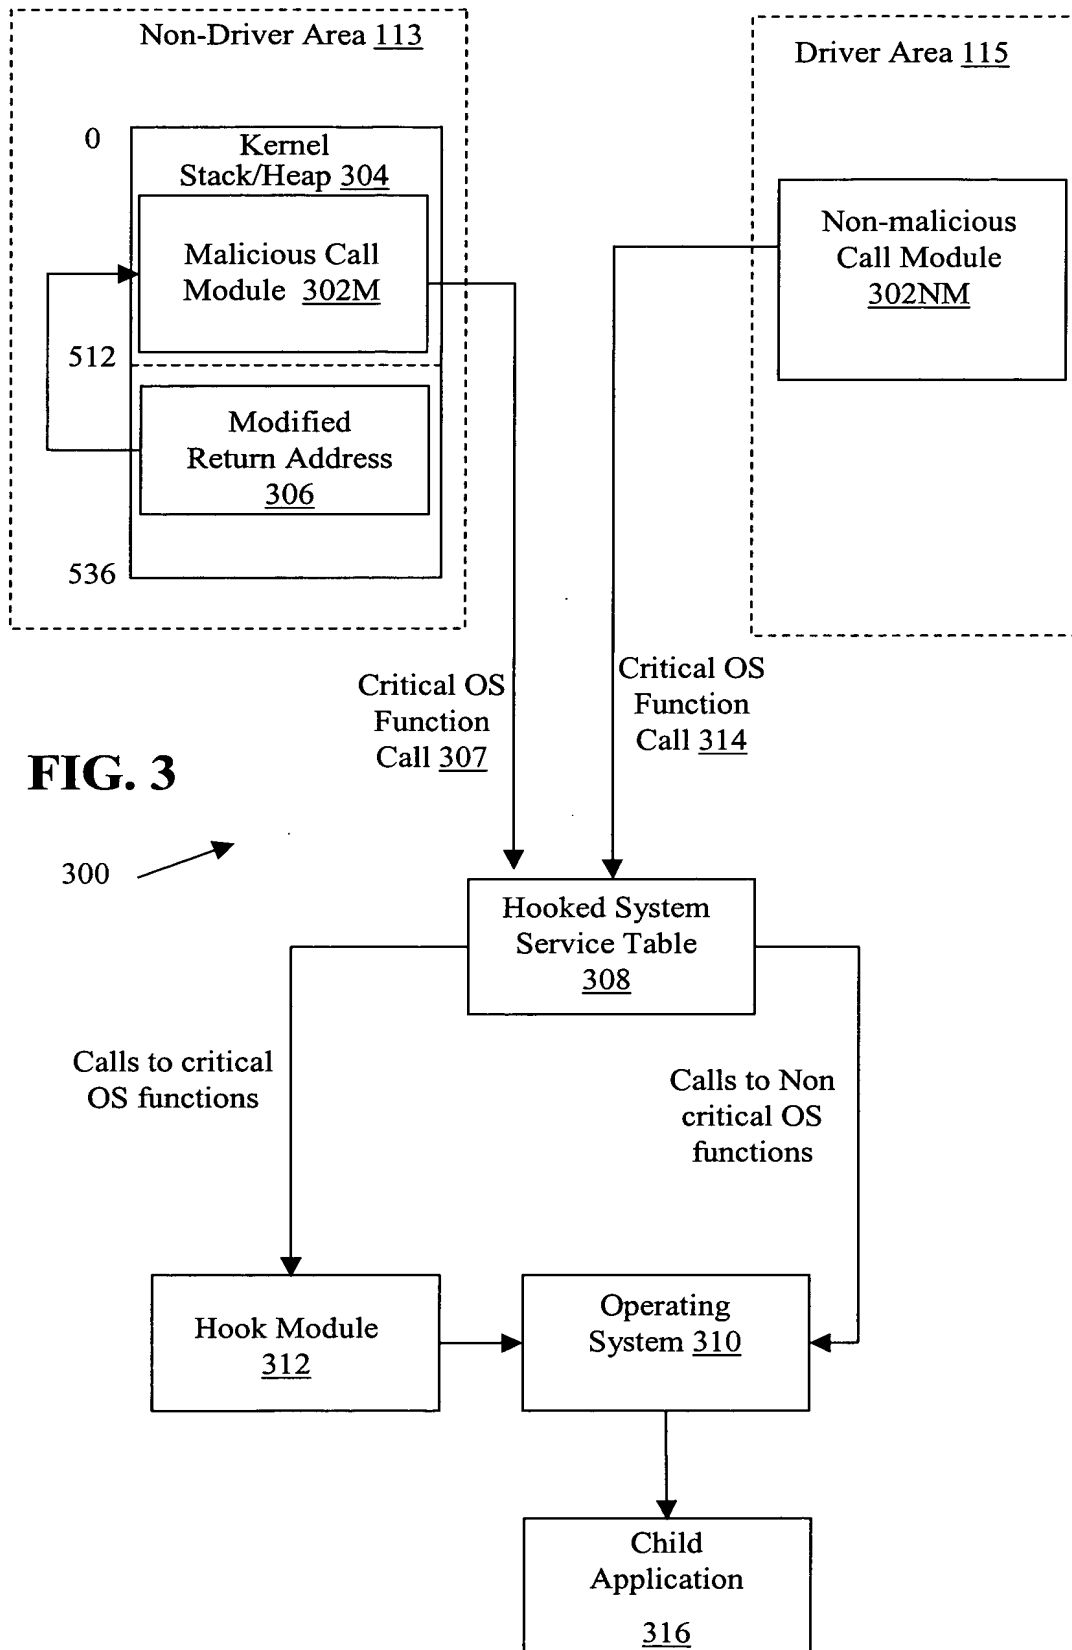 Non-Driver Area 113
Driver Area 115
0
Kernel
Stack/Heap 304
Malicious Call
Module 302M
512
Modified
Return Address
306
536
Non-malicious
Call Module
302NM
Critical OS
Function
Call 307
Critical OS
Function
Call 314
FIG. 3
300
Hooked System
Service Table
308
Calls to critical
OS functions
Calls to Non
critical OS
functions
Hook Module
312
Operating
System 310
Child
Application
316